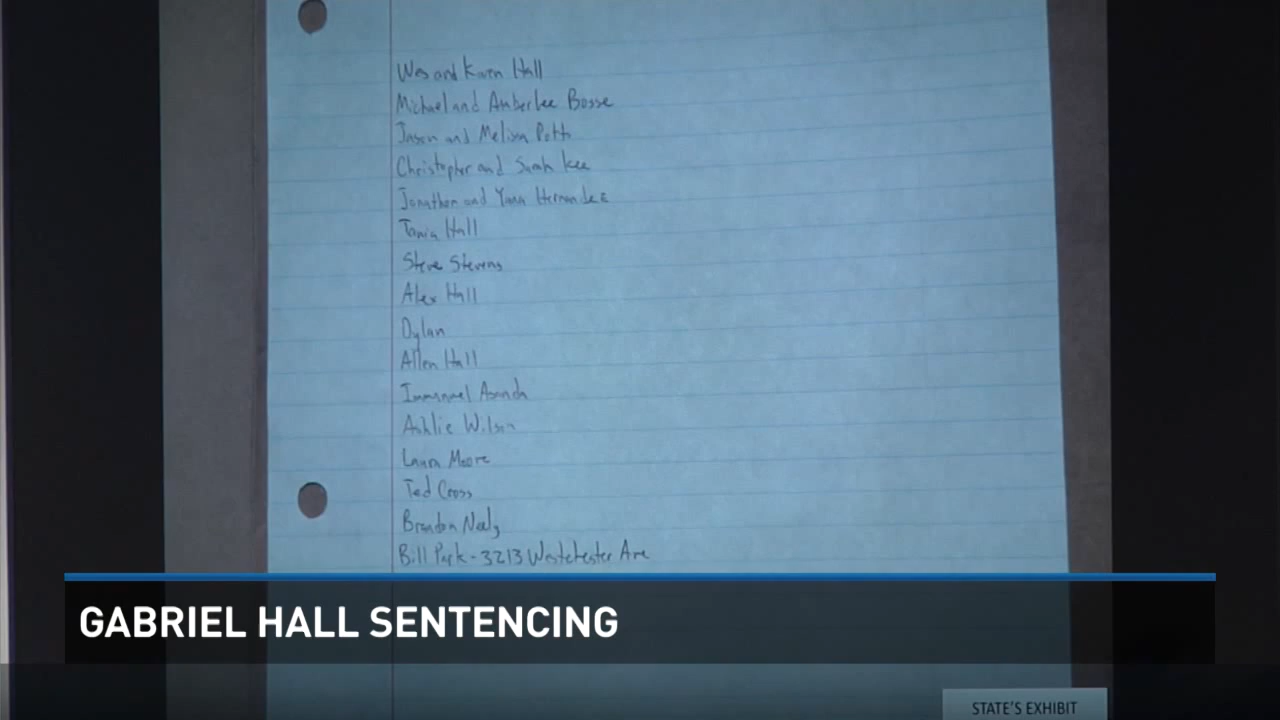 Wes and Karen Hall
Michael and Amberlee Bosse
Jason and Melissa Potts
Christopher and Sarah Kee
Jonathan and Yana Hernandez
Tania Hall
Steve Stevens
Alex Hall
Dylan
Allen Hall
Immanuel
Ashlie Wilson
Laura Moore
Ted Cross
Brandon Neely
Bill Park - 3213 Westchester Ave
GABRIEL HALL SENTENCING
STATE'S EXHIBIT